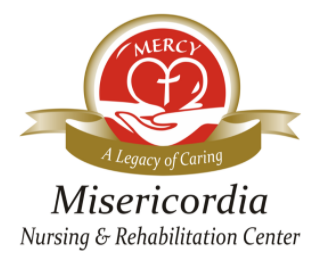 MERCY
A Legacy of Caring
Misericordia
Nursing & Rehabilitation Center